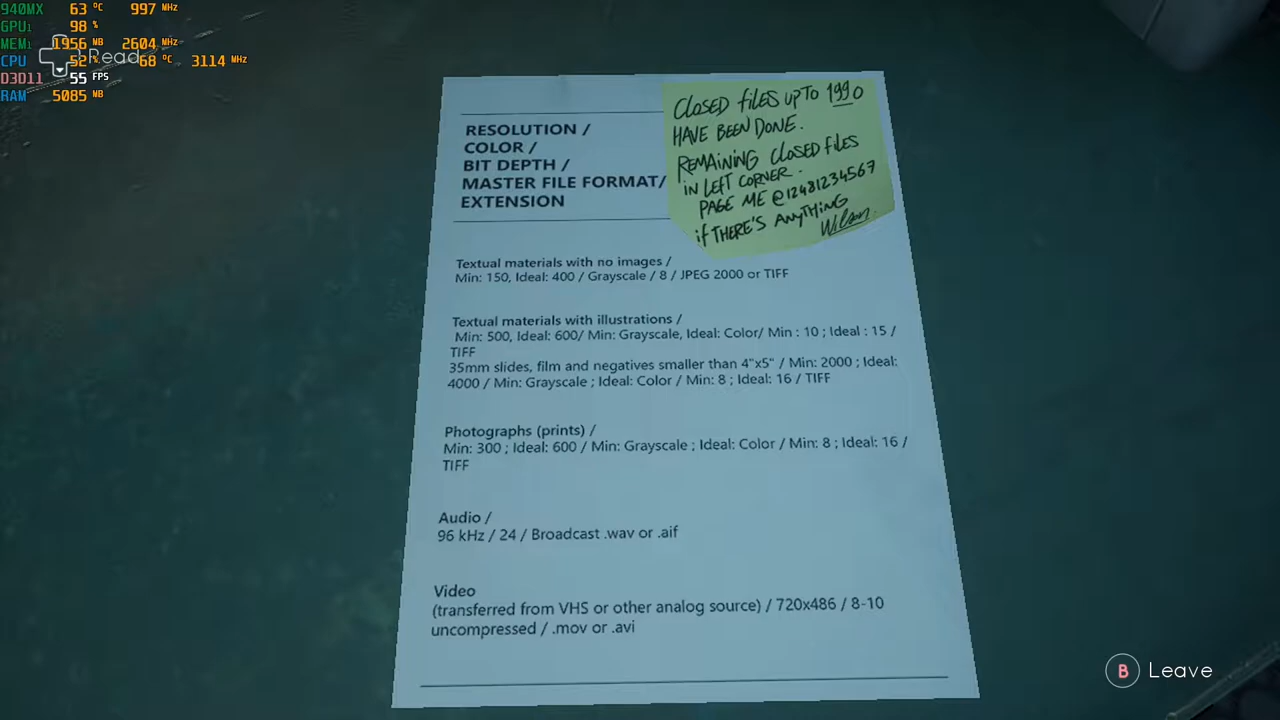 940MX 63 °C 997 MHz
GPU1 98 %
MEM1 1956 MB 2604 MHz
CPU 52 % 68 °C 3114 MHz
D3D11 55 FPS
RAM 5085 MB
Read
RESOLUTION /
COLOR /
BIT DEPTH /
MASTER FILE FORMAT/
EXTENSION
CLOSED FILES UP TO 1990
HAVE BEEN DONE.
REMAINING CLOSED FILES
IN LEFT CORNER.
PAGE ME @12481234567
if THERE'S ANYTHING
Wilson
Textual materials with no images /
Min: 150, Ideal: 400 / Grayscale / 8 / JPEG 2000 or TIFF
Textual materials with illustrations /
Min: 500, Ideal: 600/ Min: Grayscale, Ideal: Color/ Min : 10 ; Ideal : 15 /
TIFF
35mm slides, film and negatives smaller than 4"x5" / Min: 2000 ; Ideal:
4000 / Min: Grayscale ; Ideal: Color / Min: 8 ; Ideal: 16 / TIFF
Photographs (prints) /
Min: 300 ; Ideal: 600 / Min: Grayscale ; Ideal: Color / Min: 8 ; Ideal: 16 /
TIFF
Audio /
96 kHz / 24 / Broadcast .wav or .aif
Video
(transferred from VHS or other analog source) / 720x486 / 8-10
uncompressed / .mov or .avi
B Leave